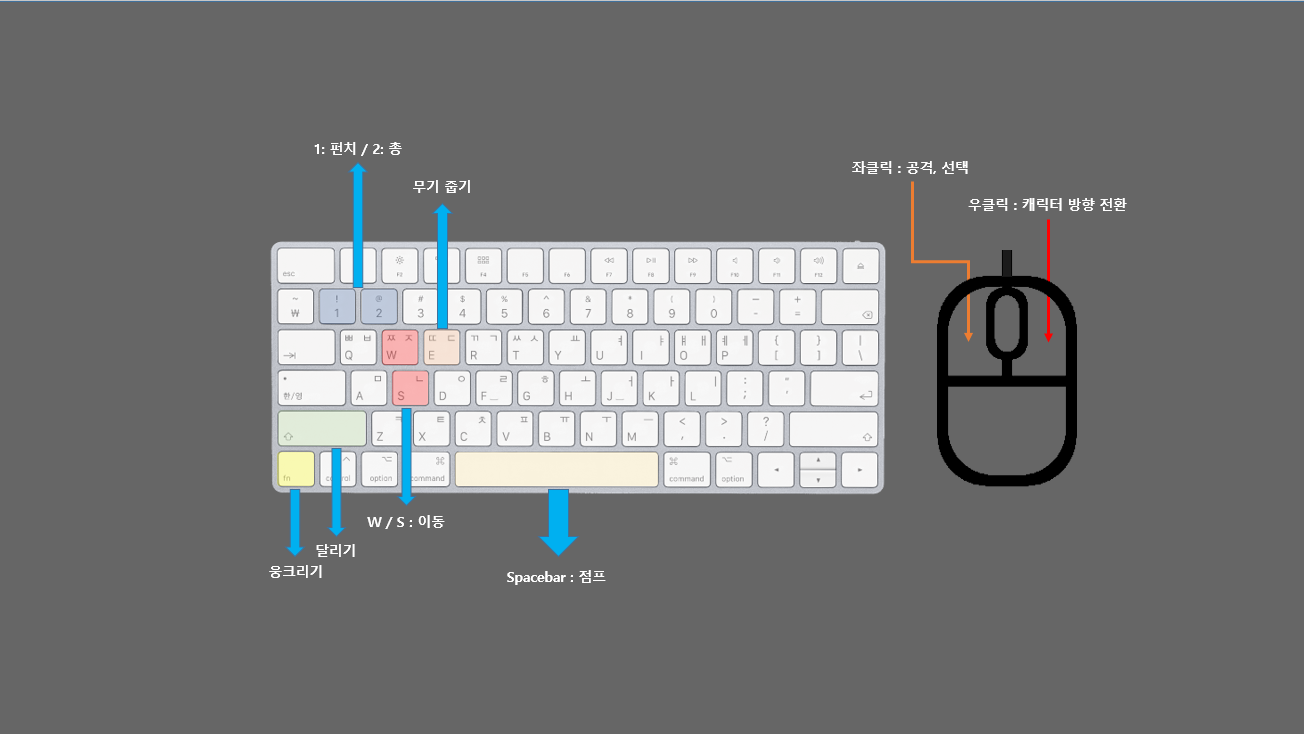 1: 펀치 / 2: 총
무기 줍기
좌클릭 : 공격, 선택
우클릭 : 캐릭터 방향 전환
esc F2 F4 F5 F6 F7 F8 F9 F10 F11 F12
~ ₩ ! 1 @ 2 # 3 $ 4 % 5 ^ 6 & 7 * 8 ( 9 ) 0 – - + =
ㅃ ㅂ Q ㅉ ㅈ W ㄸ ㄷ E ㄲ ㄱ R ㅆ ㅅ T ㅛ Y ㅕ U ㅑ I ㅒ ㅐ O ㅖ ㅔ P { [ } ] | \
한/영 ㅁ A ㄴ S ㅇ D ㄹ F ㅎ G ㅗ H ㅓ J ㅏ K ㅣ L : ; " '
Z ㅋ ㅌ X ㅊ C ㅍ V ㅠ B ㅜ N ㅡ M < , > . ? /
fn control option command command option
W / S : 이동
달리기
웅크리기
Spacebar : 점프